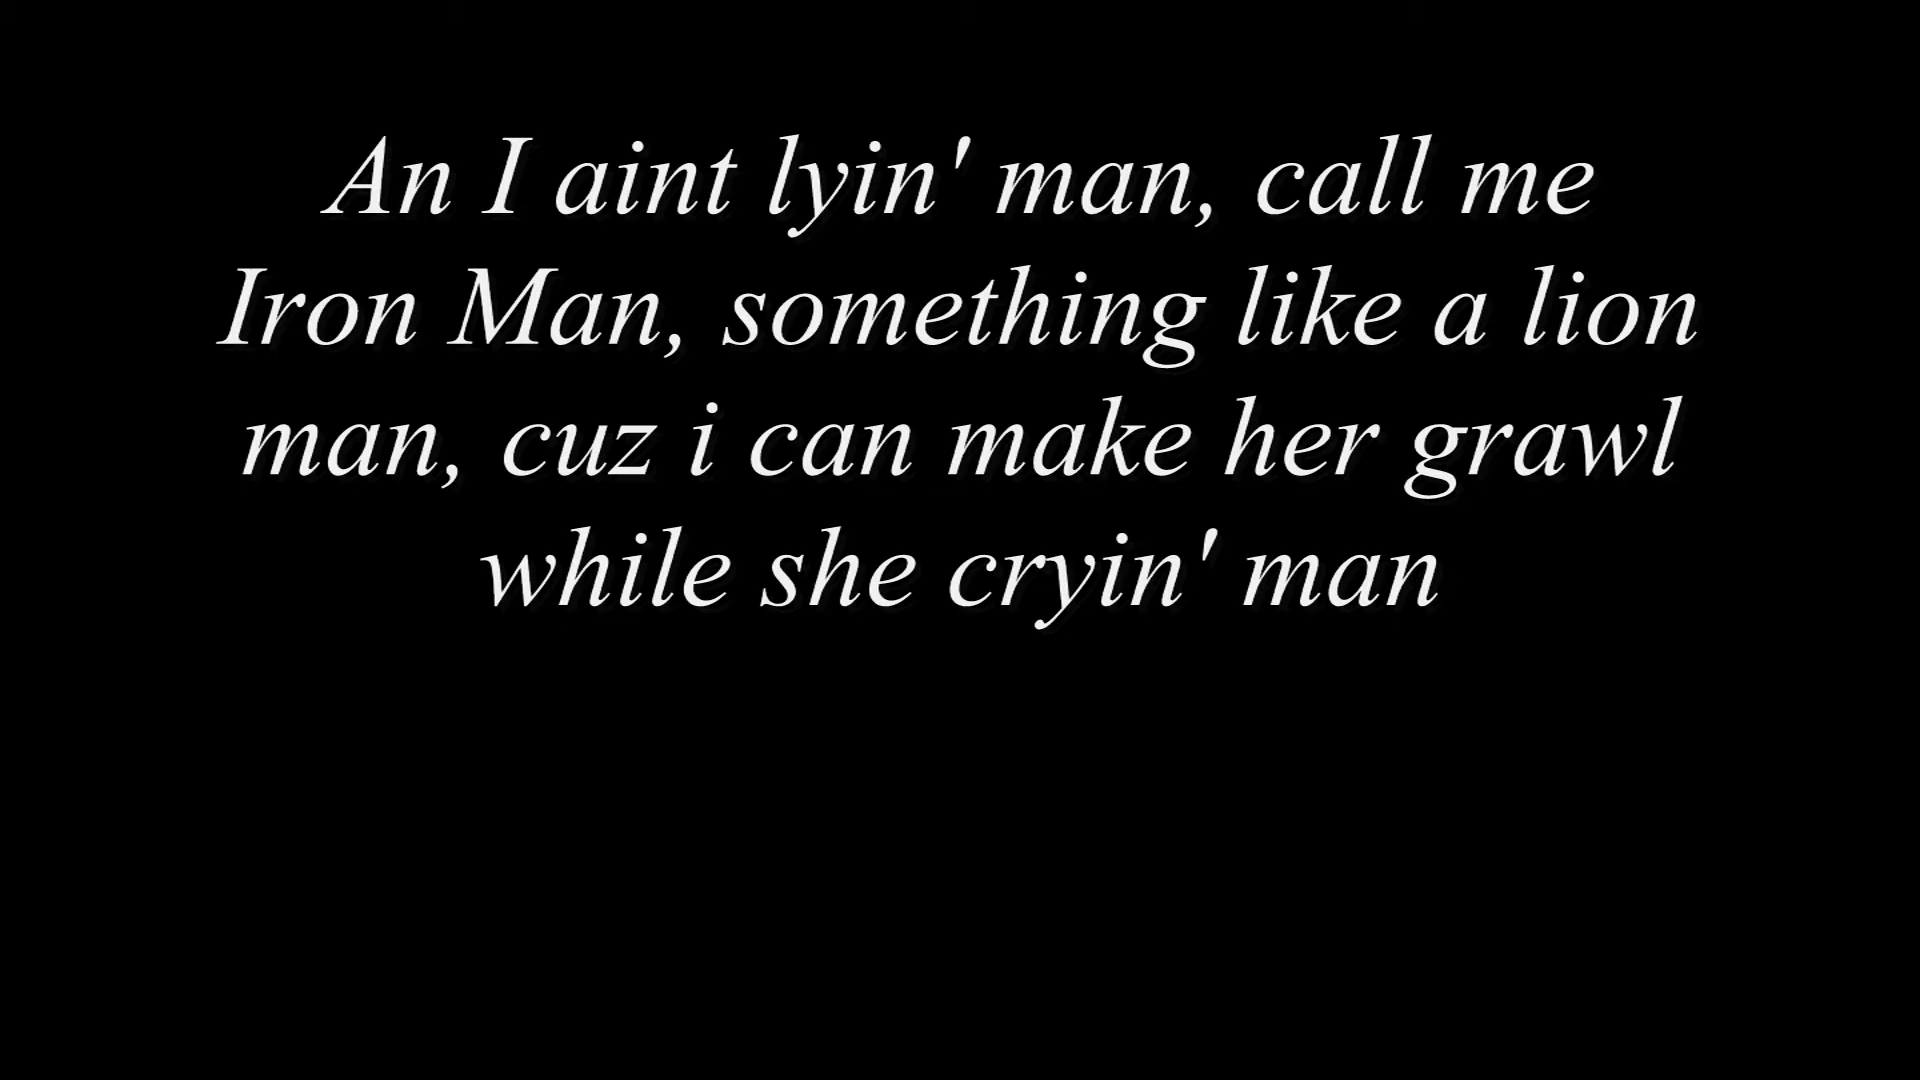 An I aint lyin' man, call me
Iron Man, something like a lion
man, cuz i can make her grawl
while she cryin' man